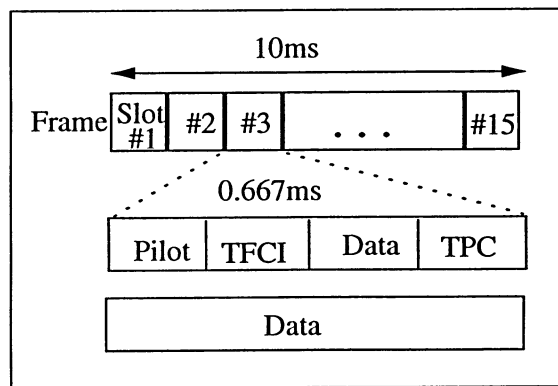 10ms
Frame Slot #1 #2 #3 . . . #15
0.667ms
Pilot TFCI Data TPC
Data